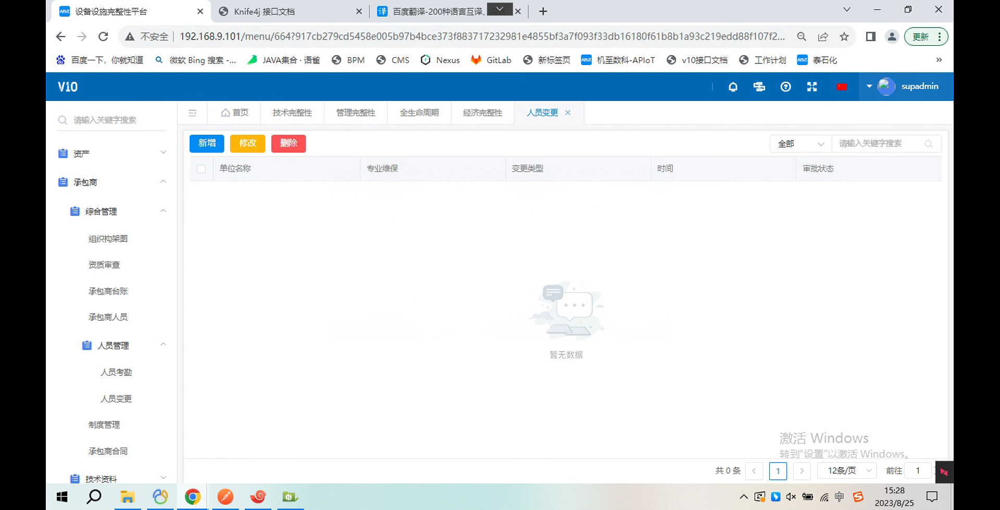 设备设施完整性平台
Knife4j 接口文档
百度翻译-200种语言互译、
不安全
192.168.9.101/menu/664?917cb279cd5458e005b97b4bce373f883717232981e4855bf3a7f093f33db16180f61b8b1a93c219edd88f107f2...
更新
百度一下，你就知道
微软 Bing 搜索 -...
JAVA集合 · 语雀
BPM
CMS
Nexus
GitLab
新标签页
机至数科-APIoT
v10接口文档
工作计划
泰石化
V10
supadmin
请输入关键字搜索
首页
技术完整性
管理完整性
全生命周期
经济完整性
人员变更
新增
修改
删除
全部
请输入关键字搜索
单位名称
专业维保
变更类型
时间
审批状态
资产
承包商
综合管理
组织构架图
资质审查
承包商台账
承包商人员
人员管理
人员考勤
人员变更
制度管理
承包商合同
技术资料
暂无数据
激活 Windows
转到"设置"以激活 Windows。
共 0 条
1
12条/页
前往
1
中
15:28
2023/8/25